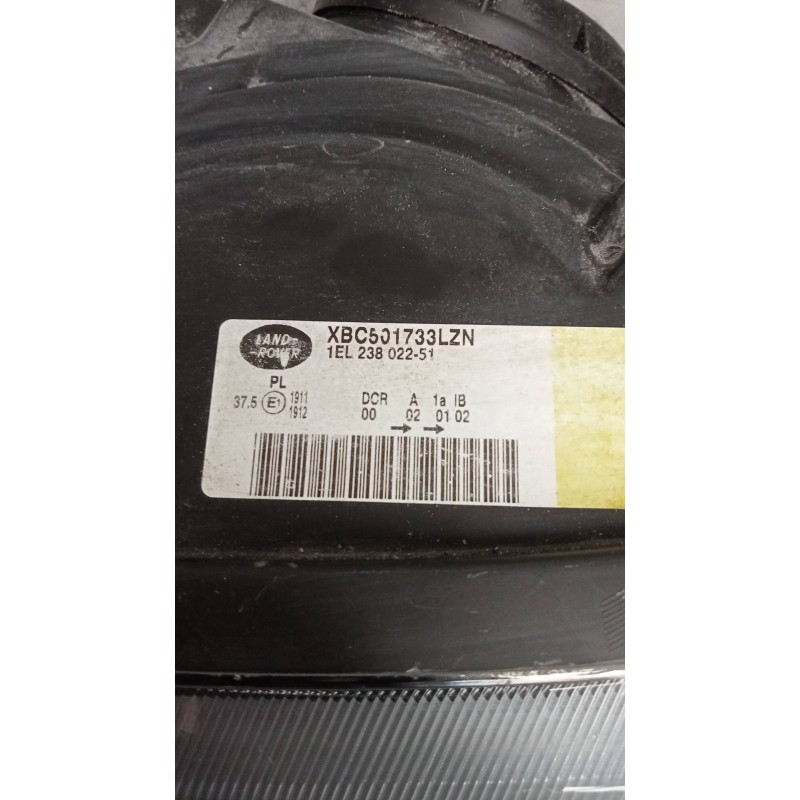 LAND-
-ROVER
XBC501733LZN
1EL 238 022-51
PL
37.5 E1 1911
1912
DCR A 1a IB
00 02 01 02